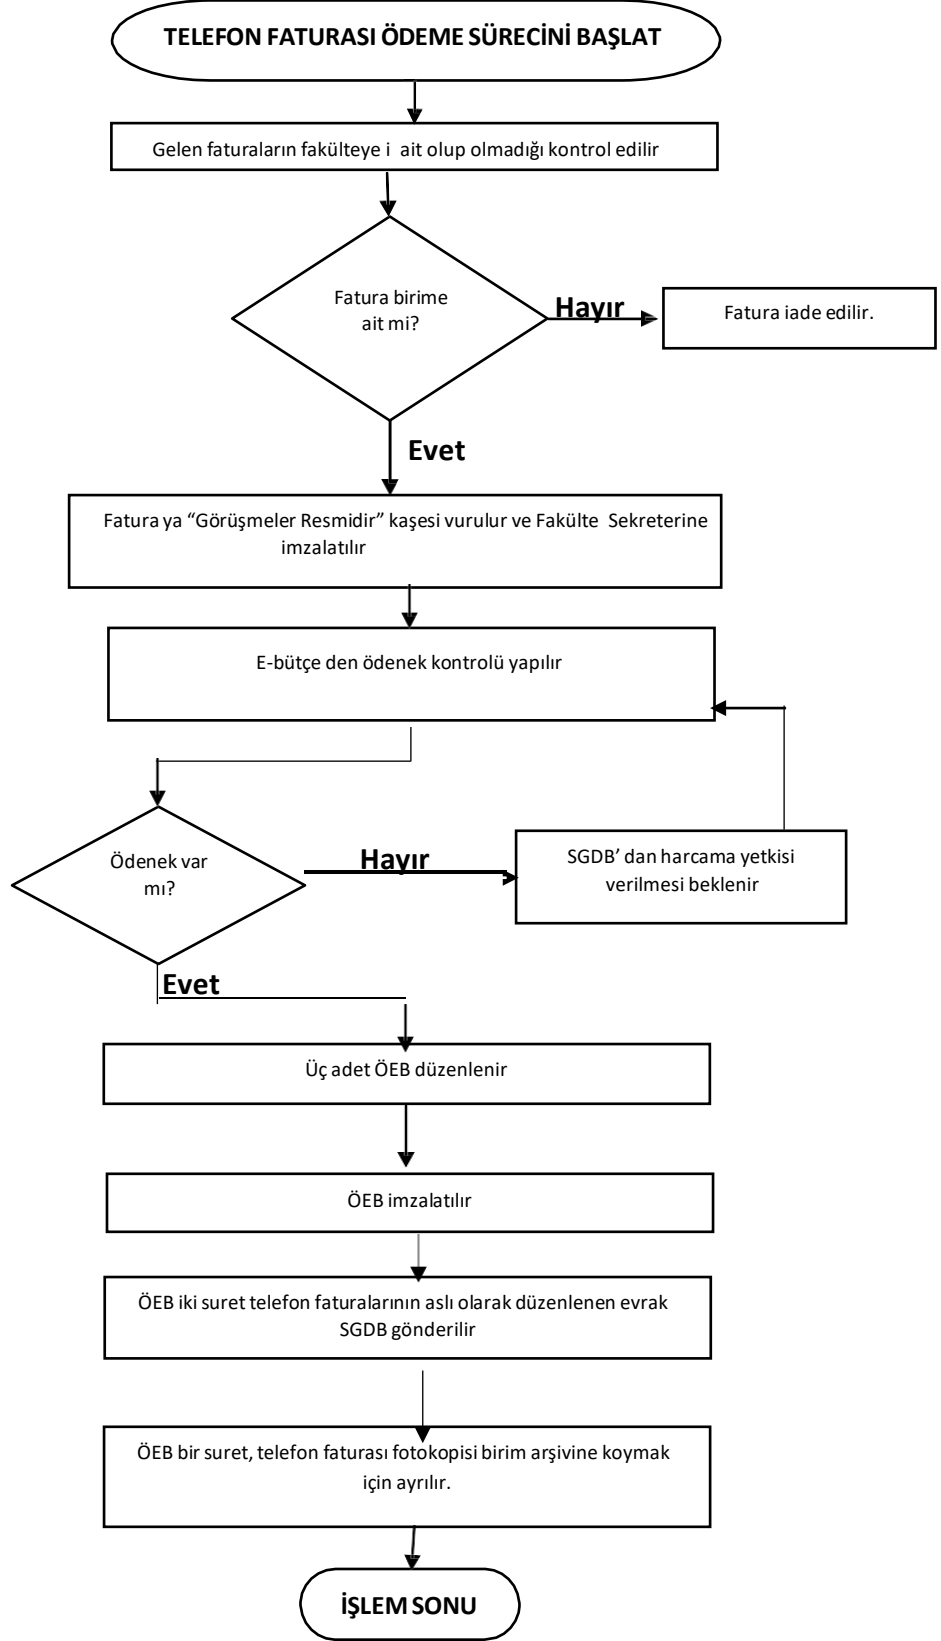 TELEFON FATURASI ÖDEME SÜRECİNİ BAŞLAT
Gelen faturaların fakülteye i ait olup olmadığı kontrol edilir
Fatura birime
ait mi?
Hayır
Fatura iade edilir.
Evet
Fatura ya “Görüşmeler Resmidir” kaşesi vurulur ve Fakülte Sekreterine
imzalatılır
E-bütçe den ödenek kontrolü yapılır
Ödenek var
mı?
Hayır
SGDB’ dan harcama yetkisi
verilmesi beklenir
Evet
Üç adet ÖEB düzenlenir
ÖEB imzalatılır
ÖEB iki suret telefon faturalarının aslı olarak düzenlenen evrak
SGDB gönderilir
ÖEB bir suret, telefon faturası fotokopisi birim arşivine koymak
için ayrılır.
İŞLEM SONU